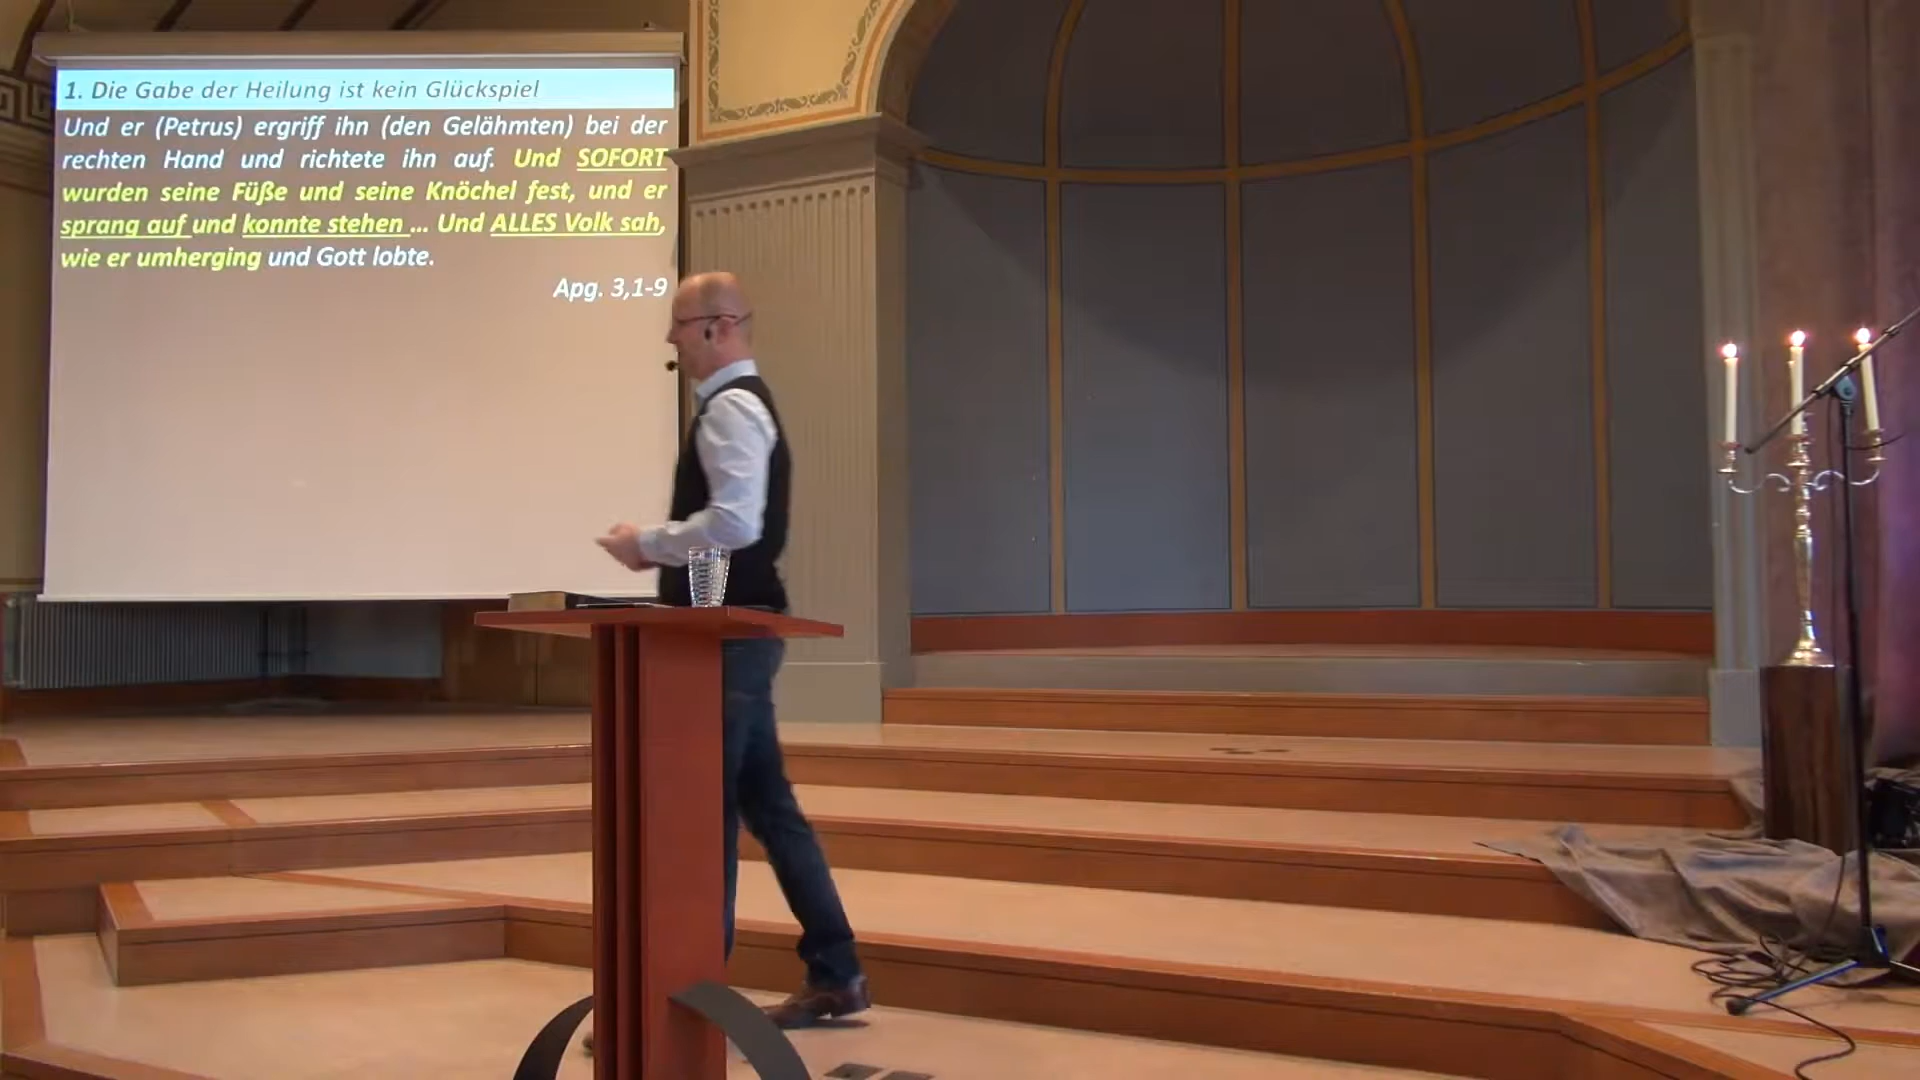 1. Die Gabe der Heilung ist kein Glückspiel
Und er (Petrus) ergriff ihn (den Gelähmten) bei der
rechten Hand und richtete ihn auf. Und SOFORT
wurden seine Füße und seine Knöchel fest, und er
sprang auf und konnte stehen ... Und ALLES Volk sah,
wie er umherging und Gott lobte.
Apg. 3,1-9